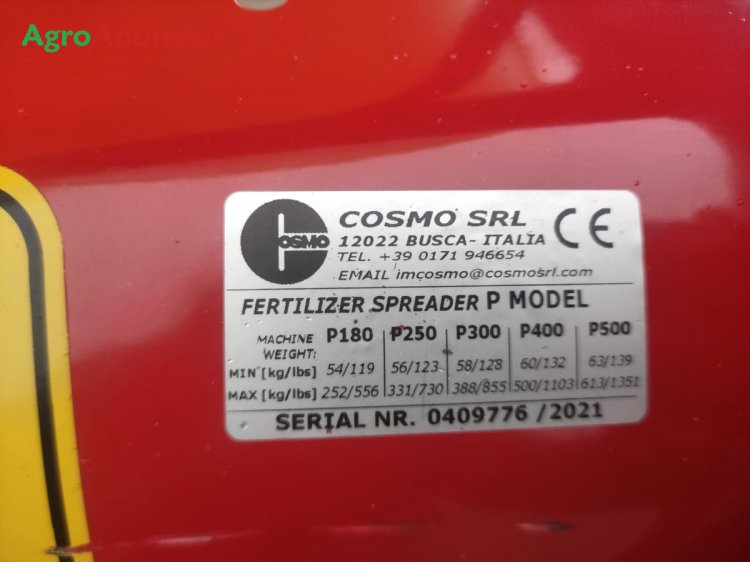 AgroAnuncios
COSMO
COSMO SRL
12022 BUSCA- ITALIA
CE
TEL. +39 0171 946654
EMAIL imcosmo@cosmosrl.com
FERTILIZER SPREADER P MODEL
MACHINE WEIGHT: P180 P250 P300 P400 P500
MIN [kg/lbs] 54/119 56/123 58/128 60/132 63/139
MAX [kg/lbs] 252/556 331/730 388/855 500/1103 613/1351
SERIAL NR. 0409776 /2021